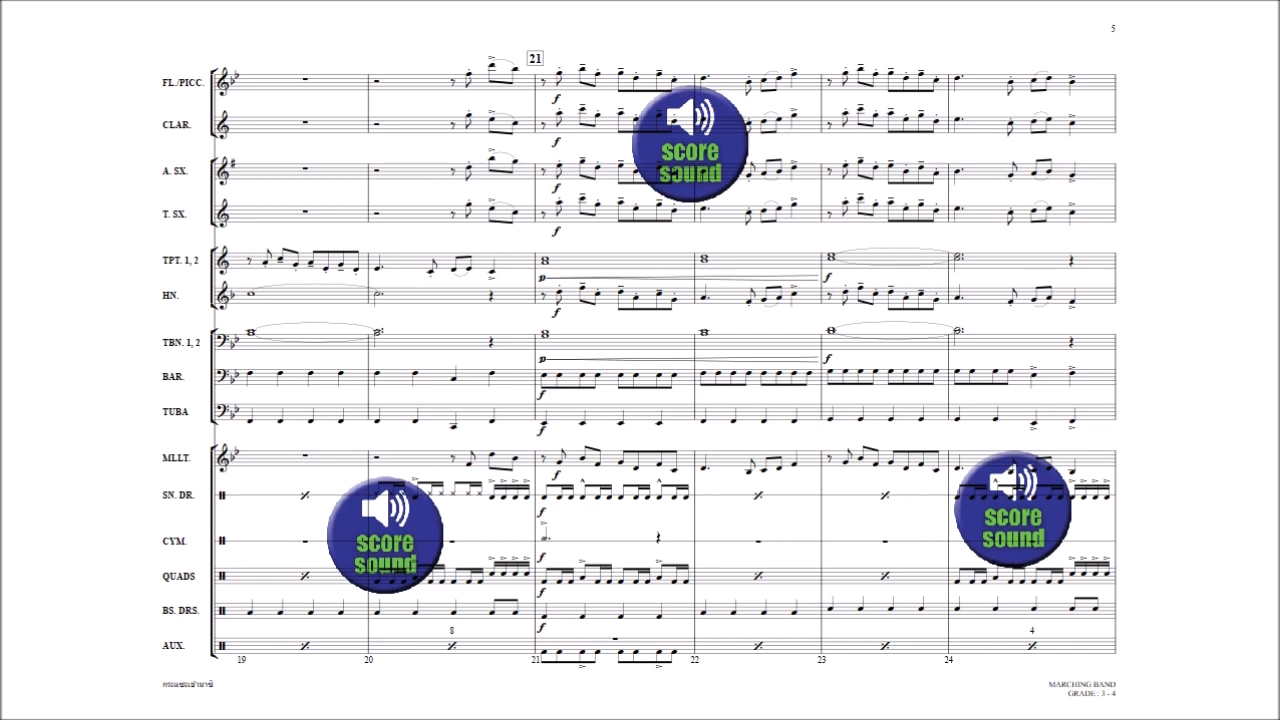 5
21
FL./PICC.
CLAR.
A. SX.
T. SX.
TPT. 1, 2
HN.
TBN. 1, 2
BAR.
TUBA
MLLT.
SN. DR.
CYM.
QUADS
BS. DRS.
AUX.
f
f
f
f
p f
f
p f
f
f
f
f
f
f
f
8
4
19 20 21 22 23 24
score
sound
score
sound
score
sound
MARCHING BAND
GRADE : 3 - 4